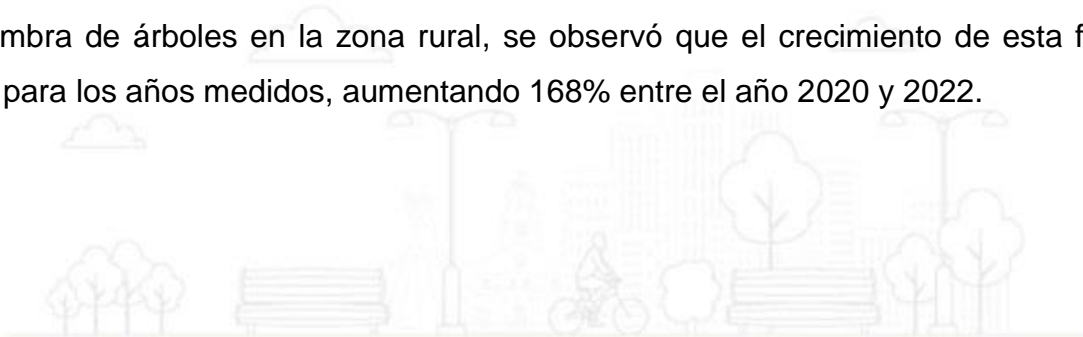 mbra de árboles en la zona rural, se observó que el crecimiento de esta f
para los años medidos, aumentando 168% entre el año 2020 y 2022.